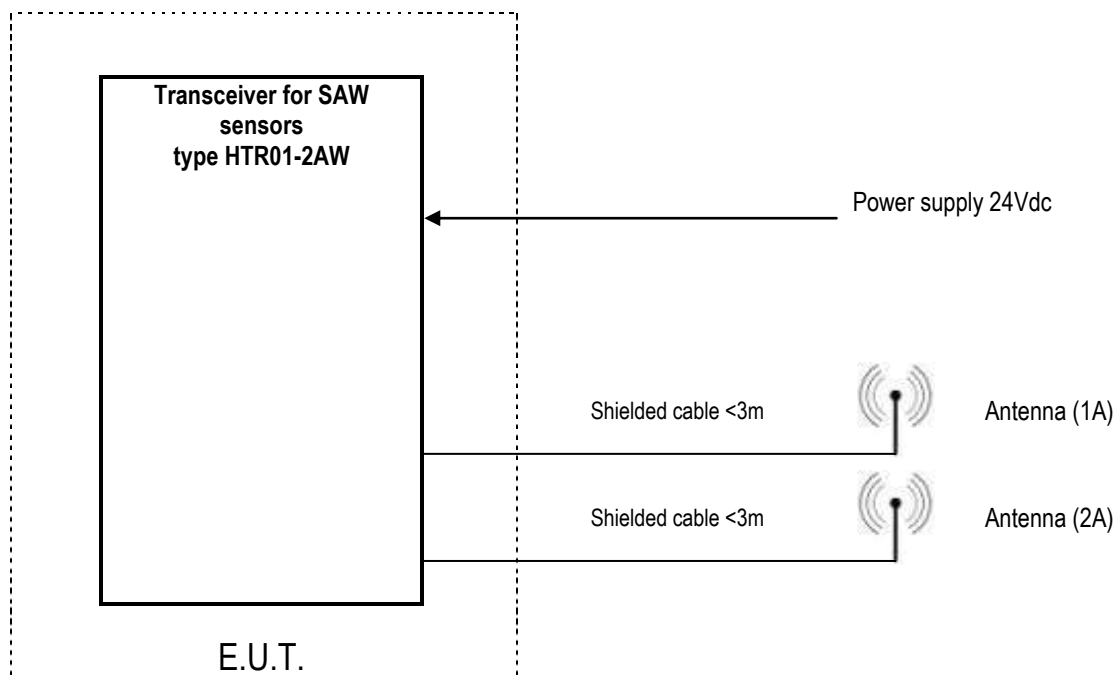 Transceiver for SAW
sensors
type HTR01-2AW
Power supply 24Vdc
Shielded cable <3m
Antenna (1A)
Shielded cable <3m
Antenna (2A)
E.U.T.